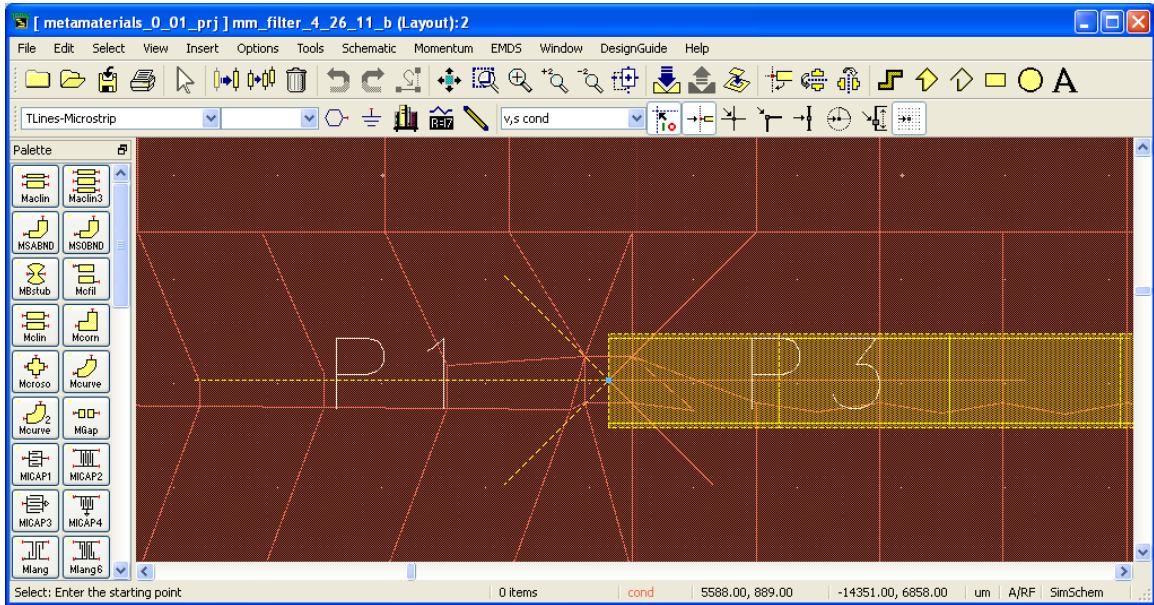 [ metamaterials_0_01_prj ] mm_filter_4_26_11_b (Layout):2
File Edit Select View Insert Options Tools Schematic Momentum EMDS Window DesignGuide Help
A
TLines-Microstrip v,s cond
Palette
Maclin Maclin3
MSABND MSOBND
MBstub Mcfil
Mclin Mcorn
Mcroso Mcurve
Mcurve MGap
MICAP1 MICAP2
MICAP3 MICAP4
Mlang Mlang6
P1 P3
Select: Enter the starting point 0 items cond 5588.00, 889.00 -14351.00, 6858.00 um A/RF SimSchem